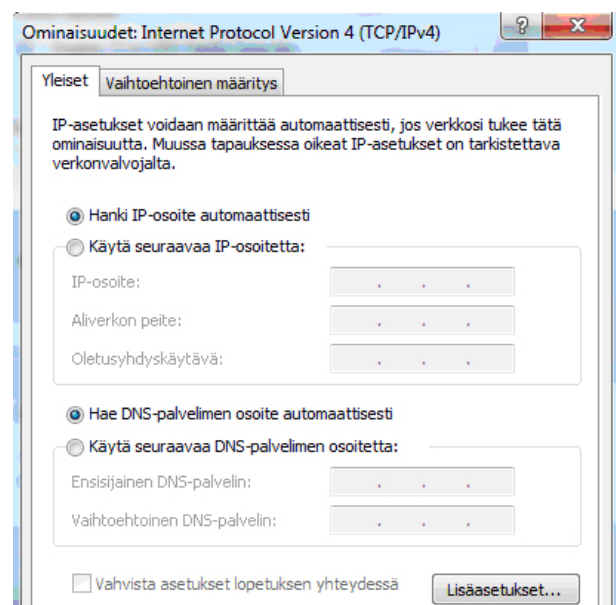 Ominaisuudet: Internet Protocol Version 4 (TCP/IPv4)
Yleiset Vaihtoehtoinen määritys
IP-asetukset voidaan määrittää automaattisesti, jos verkkosi tukee tätä
ominaisuutta. Muussa tapauksessa oikeat IP-asetukset on tarkistettava
verkonvalvojalta.
Hanki IP-osoite automaattisesti
Käytä seuraavaa IP-osoitetta:
IP-osoite:
Aliverkon peite:
Oletusyhdyskäytävä:
Hae DNS-palvelimen osoite automaattisesti
Käytä seuraavaa DNS-palvelimen osoitetta:
Ensisijainen DNS-palvelin:
Vaihtoehtoinen DNS-palvelin:
Vahvista asetukset lopetuksen yhteydessä
Lisäasetukset...